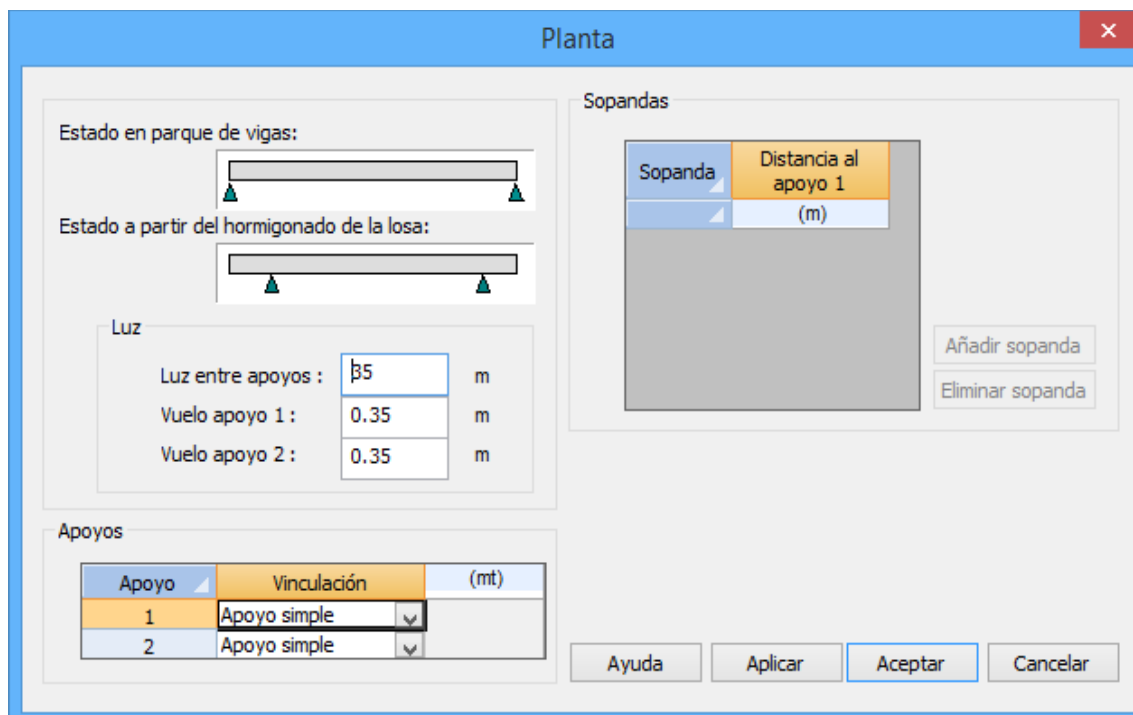 Planta
Estado en parque de vigas:
Estado a partir del hormigonado de la losa:
Luz
Luz entre apoyos : 35 m
Vuelo apoyo 1 : 0.35 m
Vuelo apoyo 2 : 0.35 m
Apoyos
Apoyo Vinculación (mt)
1 Apoyo simple
2 Apoyo simple
Sopandas
Sopanda Distancia al
apoyo 1
(m)
Añadir sopanda
Eliminar sopanda
Ayuda Aplicar Aceptar Cancelar